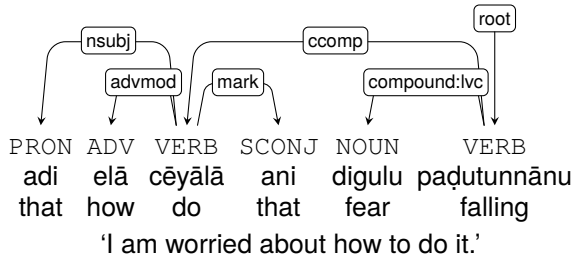 root
nsubj ccomp
advmod mark compound:lvc
PRON ADV VERB SCONJ NOUN VERB
adi elā cēyālā ani digulu paḍutunnānu
that how do that fear falling
‘I am worried about how to do it.’